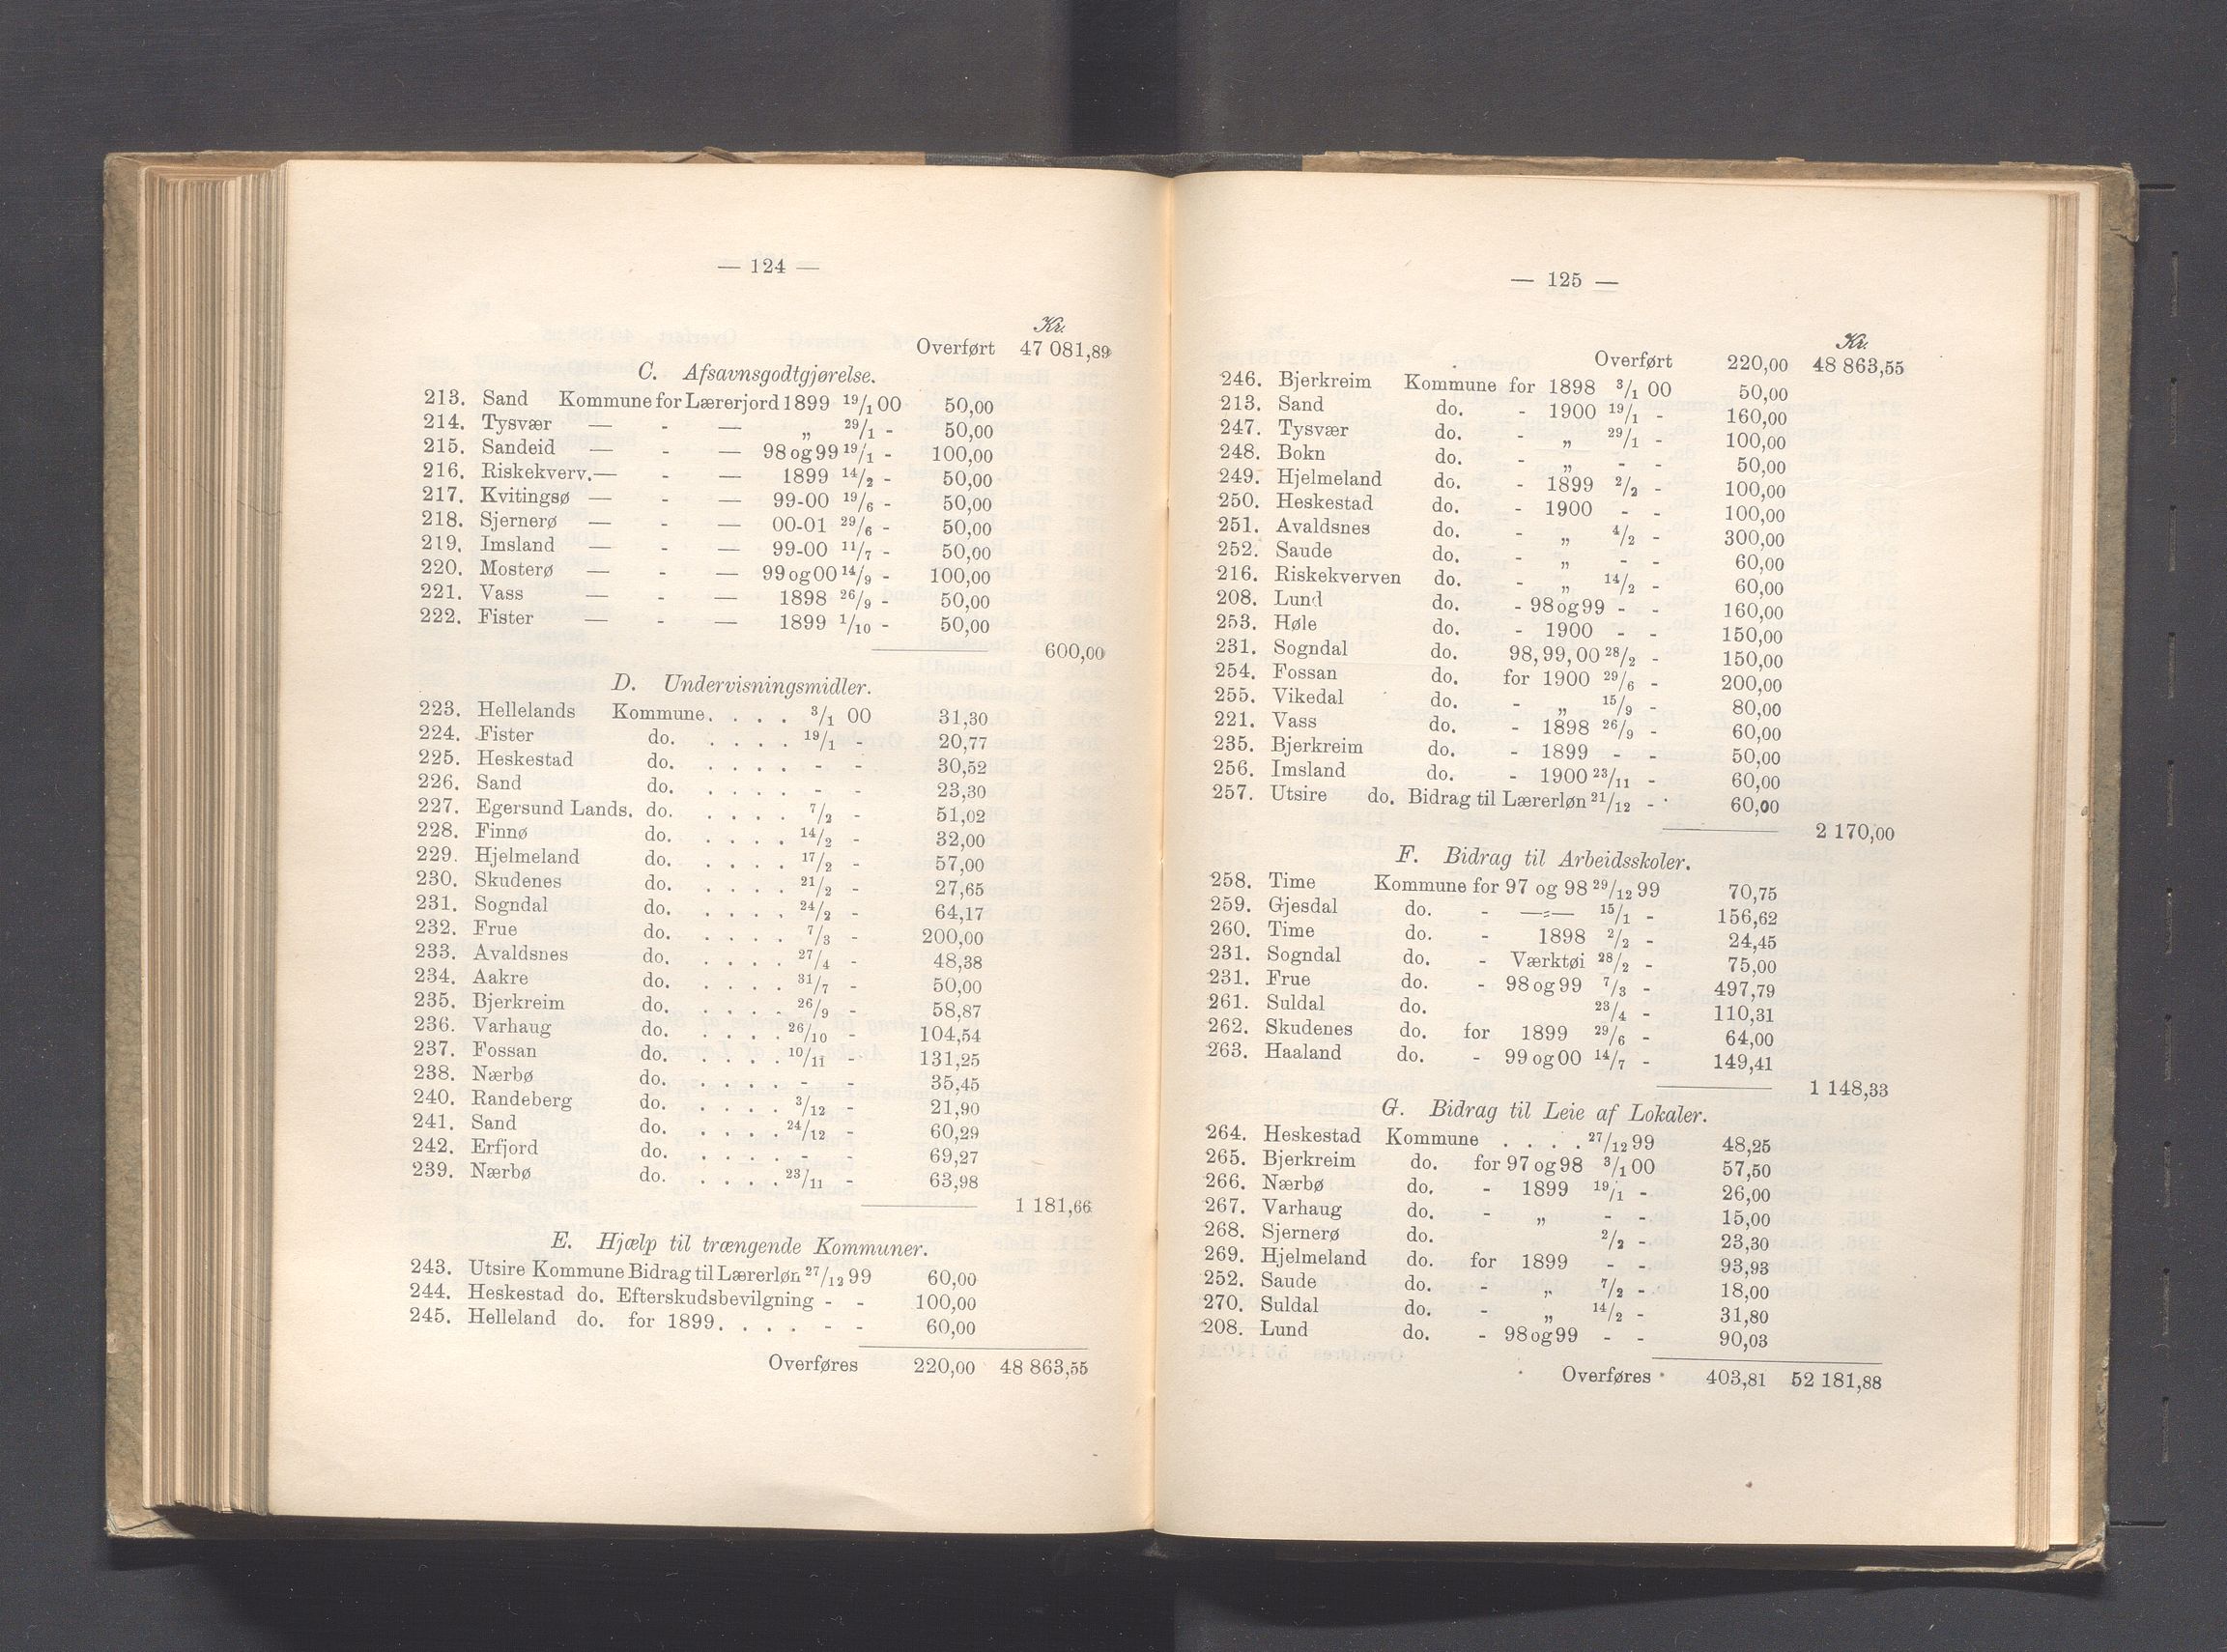 — 124 —
Kr.
Overført 47 081,89
C. Afsavnsgodtgjørelse.
213. Sand Kommune for Lærerjord 1899 19/1 00 50,00
214. Tysvær — - — „ 29/1 - 50,00
215. Sandeid — - — 98 og 99 19/1 - 100,00
216. Riskekverv. — - — 1899 14/2 - 50,00
217. Kvitingsø — - — 99-00 19/6 - 50,00
218. Sjernerø — - — 00-01 29/6 - 50,00
219. Imsland — - — 99-00 11/7 - 50,00
220. Mosterø — - — 99 og 00 14/9 - 100,00
221. Vass — - — 1898 26/9 - 50,00
222. Fister — - — 1899 1/10 - 50,00
600,00
D. Undervisningsmidler.
223. Hellelands Kommune. . . . 3/1 00 31,30
224. Fister do. . . . . 19/1 - 20,77
225. Heskestad do. . . . . - - 30,52
226. Sand do. . . . . - - 23,30
227. Egersund Lands. do. . . . . 7/2 - 51,02
228. Finnø do. . . . . 14/2 - 32,00
229. Hjelmeland do. . . . . 17/2 - 57,00
230. Skudenes do. . . . . 21/2 - 27,65
231. Sogndal do. . . . . 24/2 - 64,17
232. Frue do. . . . . 7/3 - 200,00
233. Avaldsnes do. . . . . 27/4 - 48,38
234. Aakre do. . . . . 31/7 - 50,00
235. Bjerkreim do. . . . . 26/9 - 58,87
236. Varhaug do. . . . . 26/10 - 104,54
237. Fossan do. . . . . 10/11 - 131,25
238. Nærbø do. . . . . - - 35,45
240. Randeberg do. . . . . 3/12 - 21,90
241. Sand do. . . . . 24/12 - 60,29
242. Erfjord do. . . . . - - 69,27
239. Nærbø do. . . . . 23/11 - 63,98
1 181,66
E. Hjælp til trængende Kommuner.
243. Utsire Kommune Bidrag til Lærerløn 27/12 99 60,00
244. Heskestad do. Efterskudsbevilgning - - 100,00
245. Helleland do. for 1899. . . . - - 60,00
Overføres 220,00 48 863,55
— 125 —
Kr.
Overført 220,00 48 863,55
246. Bjerkreim Kommune for 1898 3/1 00 50,00
213. Sand do. - 1900 19/1 - 160,00
247. Tysvær do. - „ 29/1 - 100,00
248. Bokn do. - „ - - 50,00
249. Hjelmeland do. - 1899 2/2 - 100,00
250. Heskestad do. - 1900 - - 100,00
251. Avaldsnes do. - „ 4/2 - 300,00
252. Saude do. - „ - - 60,00
216. Riskekverven do. - „ 14/2 - 60,00
208. Lund do. - 98 og 99 - - 160,00
253. Høle do. - 1900 - - 150,00
231. Sogndal do. 98, 99, 00 28/2 - 150,00
254. Fossan do. for 1900 29/6 - 200,00
255. Vikedal do. - „ 15/9 - 80,00
221. Vass do. - 1898 26/9 - 60,00
235. Bjerkreim do. - 1899 - - 50,00
256. Imsland do. - 1900 23/11 - 60,00
257. Utsire do. Bidrag til Lærerløn 21/12 - 60,00
2 170,00
F. Bidrag til Arbeidsskoler.
258. Time Kommune for 97 og 98 29/12 99 70,75
259. Gjesdal do. - —:— 15/1 - 156,62
260. Time do. - 1898 2/2 - 24,45
231. Sogndal do. - Værktøi 28/2 - 75,00
231. Frue do. - 98 og 99 7/3 - 497,79
261. Suldal do. 23/4 - 110,31
262. Skudenes do. for 1899 29/6 - 64,00
263. Haaland do. - 99 og 00 14/7 - 149,41
1 148,33
G. Bidrag til Leie af Lokaler.
264. Heskestad Kommune . . . . 27/12 99 48,25
265. Bjerkreim do. for 97 og 98 3/1 00 57,50
266. Nærbø do. - 1899 19/1 - 26,00
267. Varhaug do. - „ - - 15,00
268. Sjernerø do. 2/2 - 23,30
269. Hjelmeland do. for 1899 - - 93,93
252. Saude do. - „ 7/2 - 18,00
270. Suldal do. - „ 14/2 - 31,80
208. Lund do. - 98 og 99 - - 90,03
Overføres 403,81 52 181,88